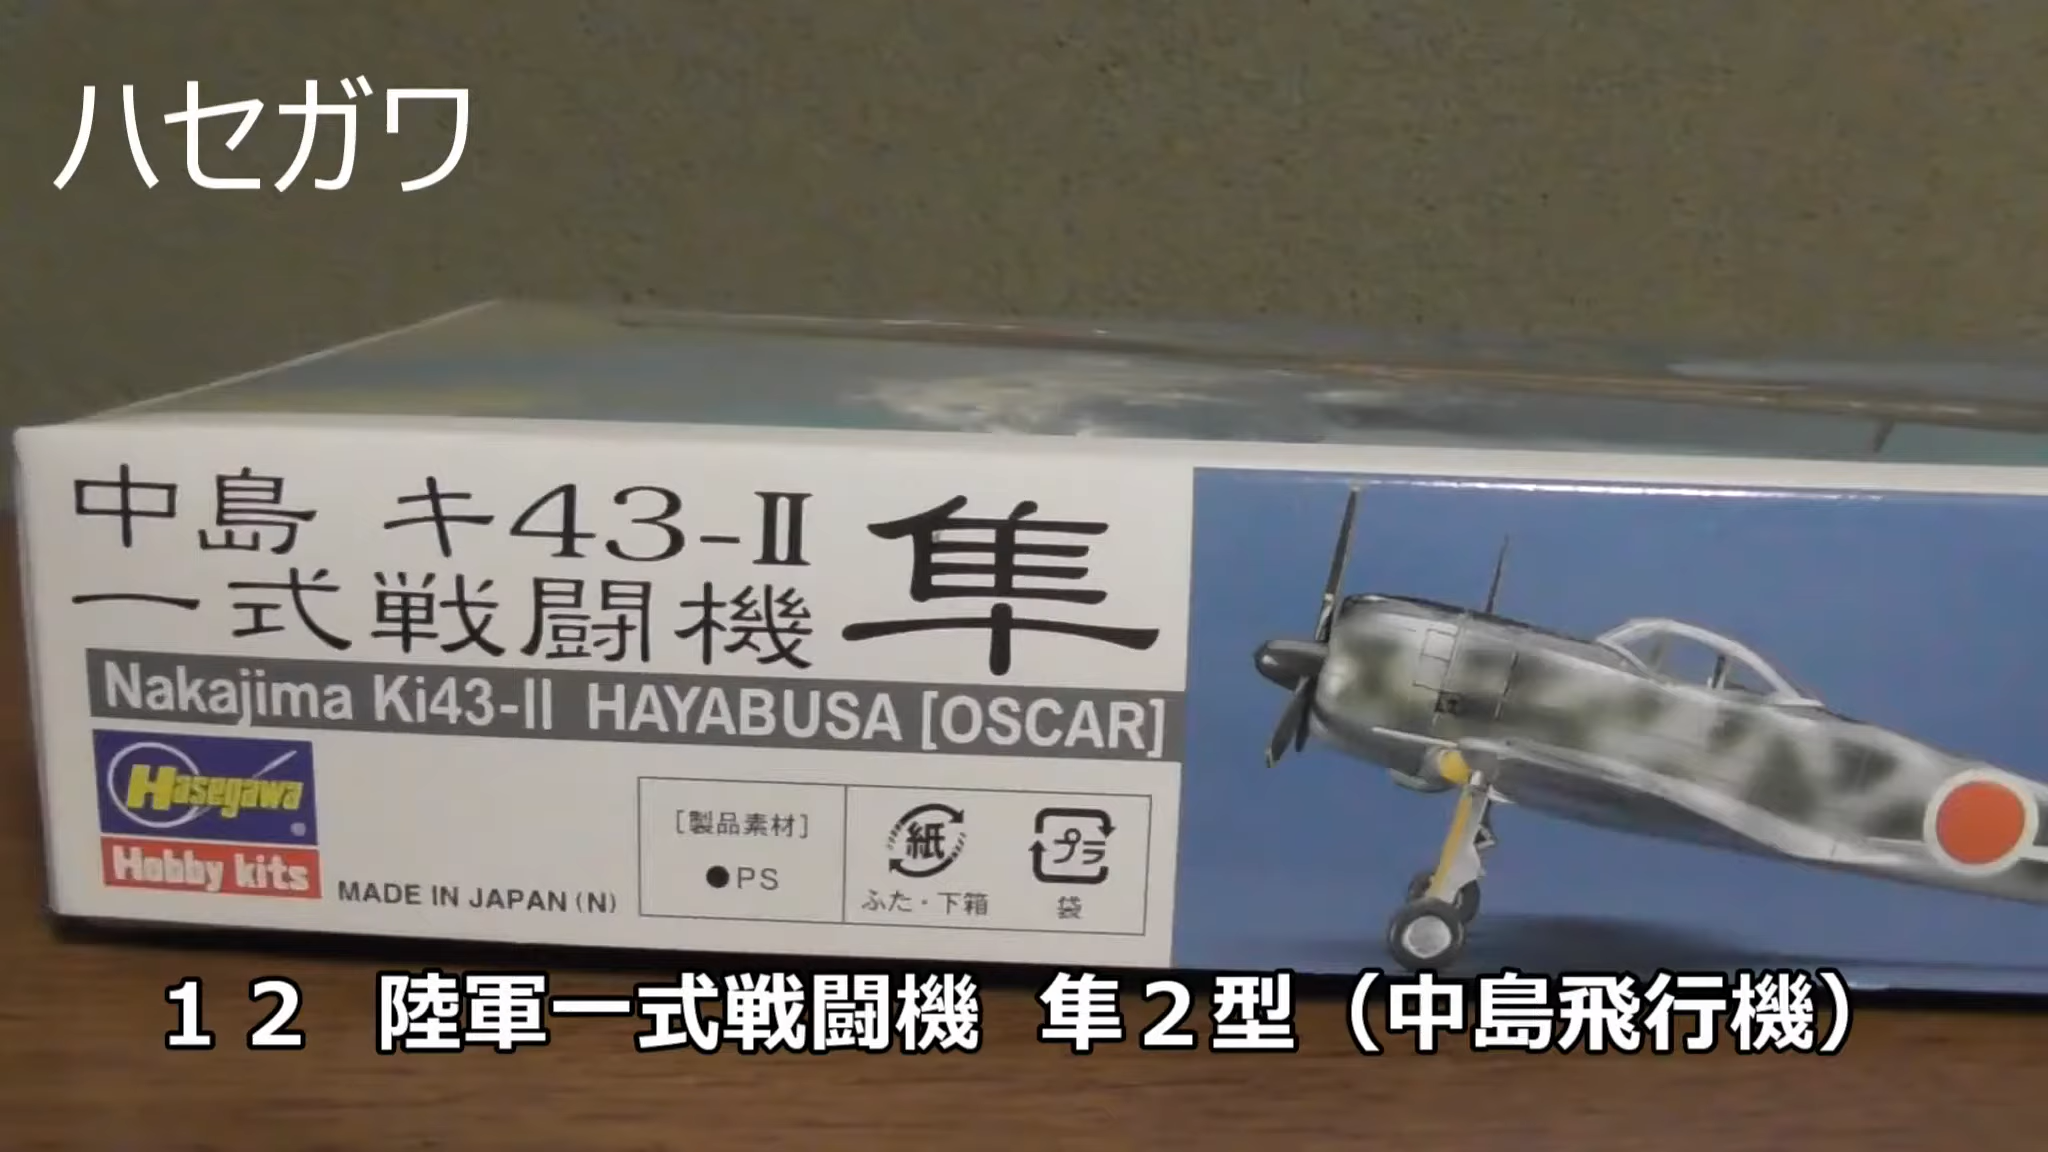 ハセガワ
中島 キ43-II 隼
一式戦闘機
Nakajima Ki43-II HAYABUSA [OSCAR]
Hasegawa
Hobby kits
MADE IN JAPAN (N)
[製品素材]
●PS
紙
ふた・下箱
プラ
袋
12 陸軍一式戦闘機 隼2型(中島飛行機)